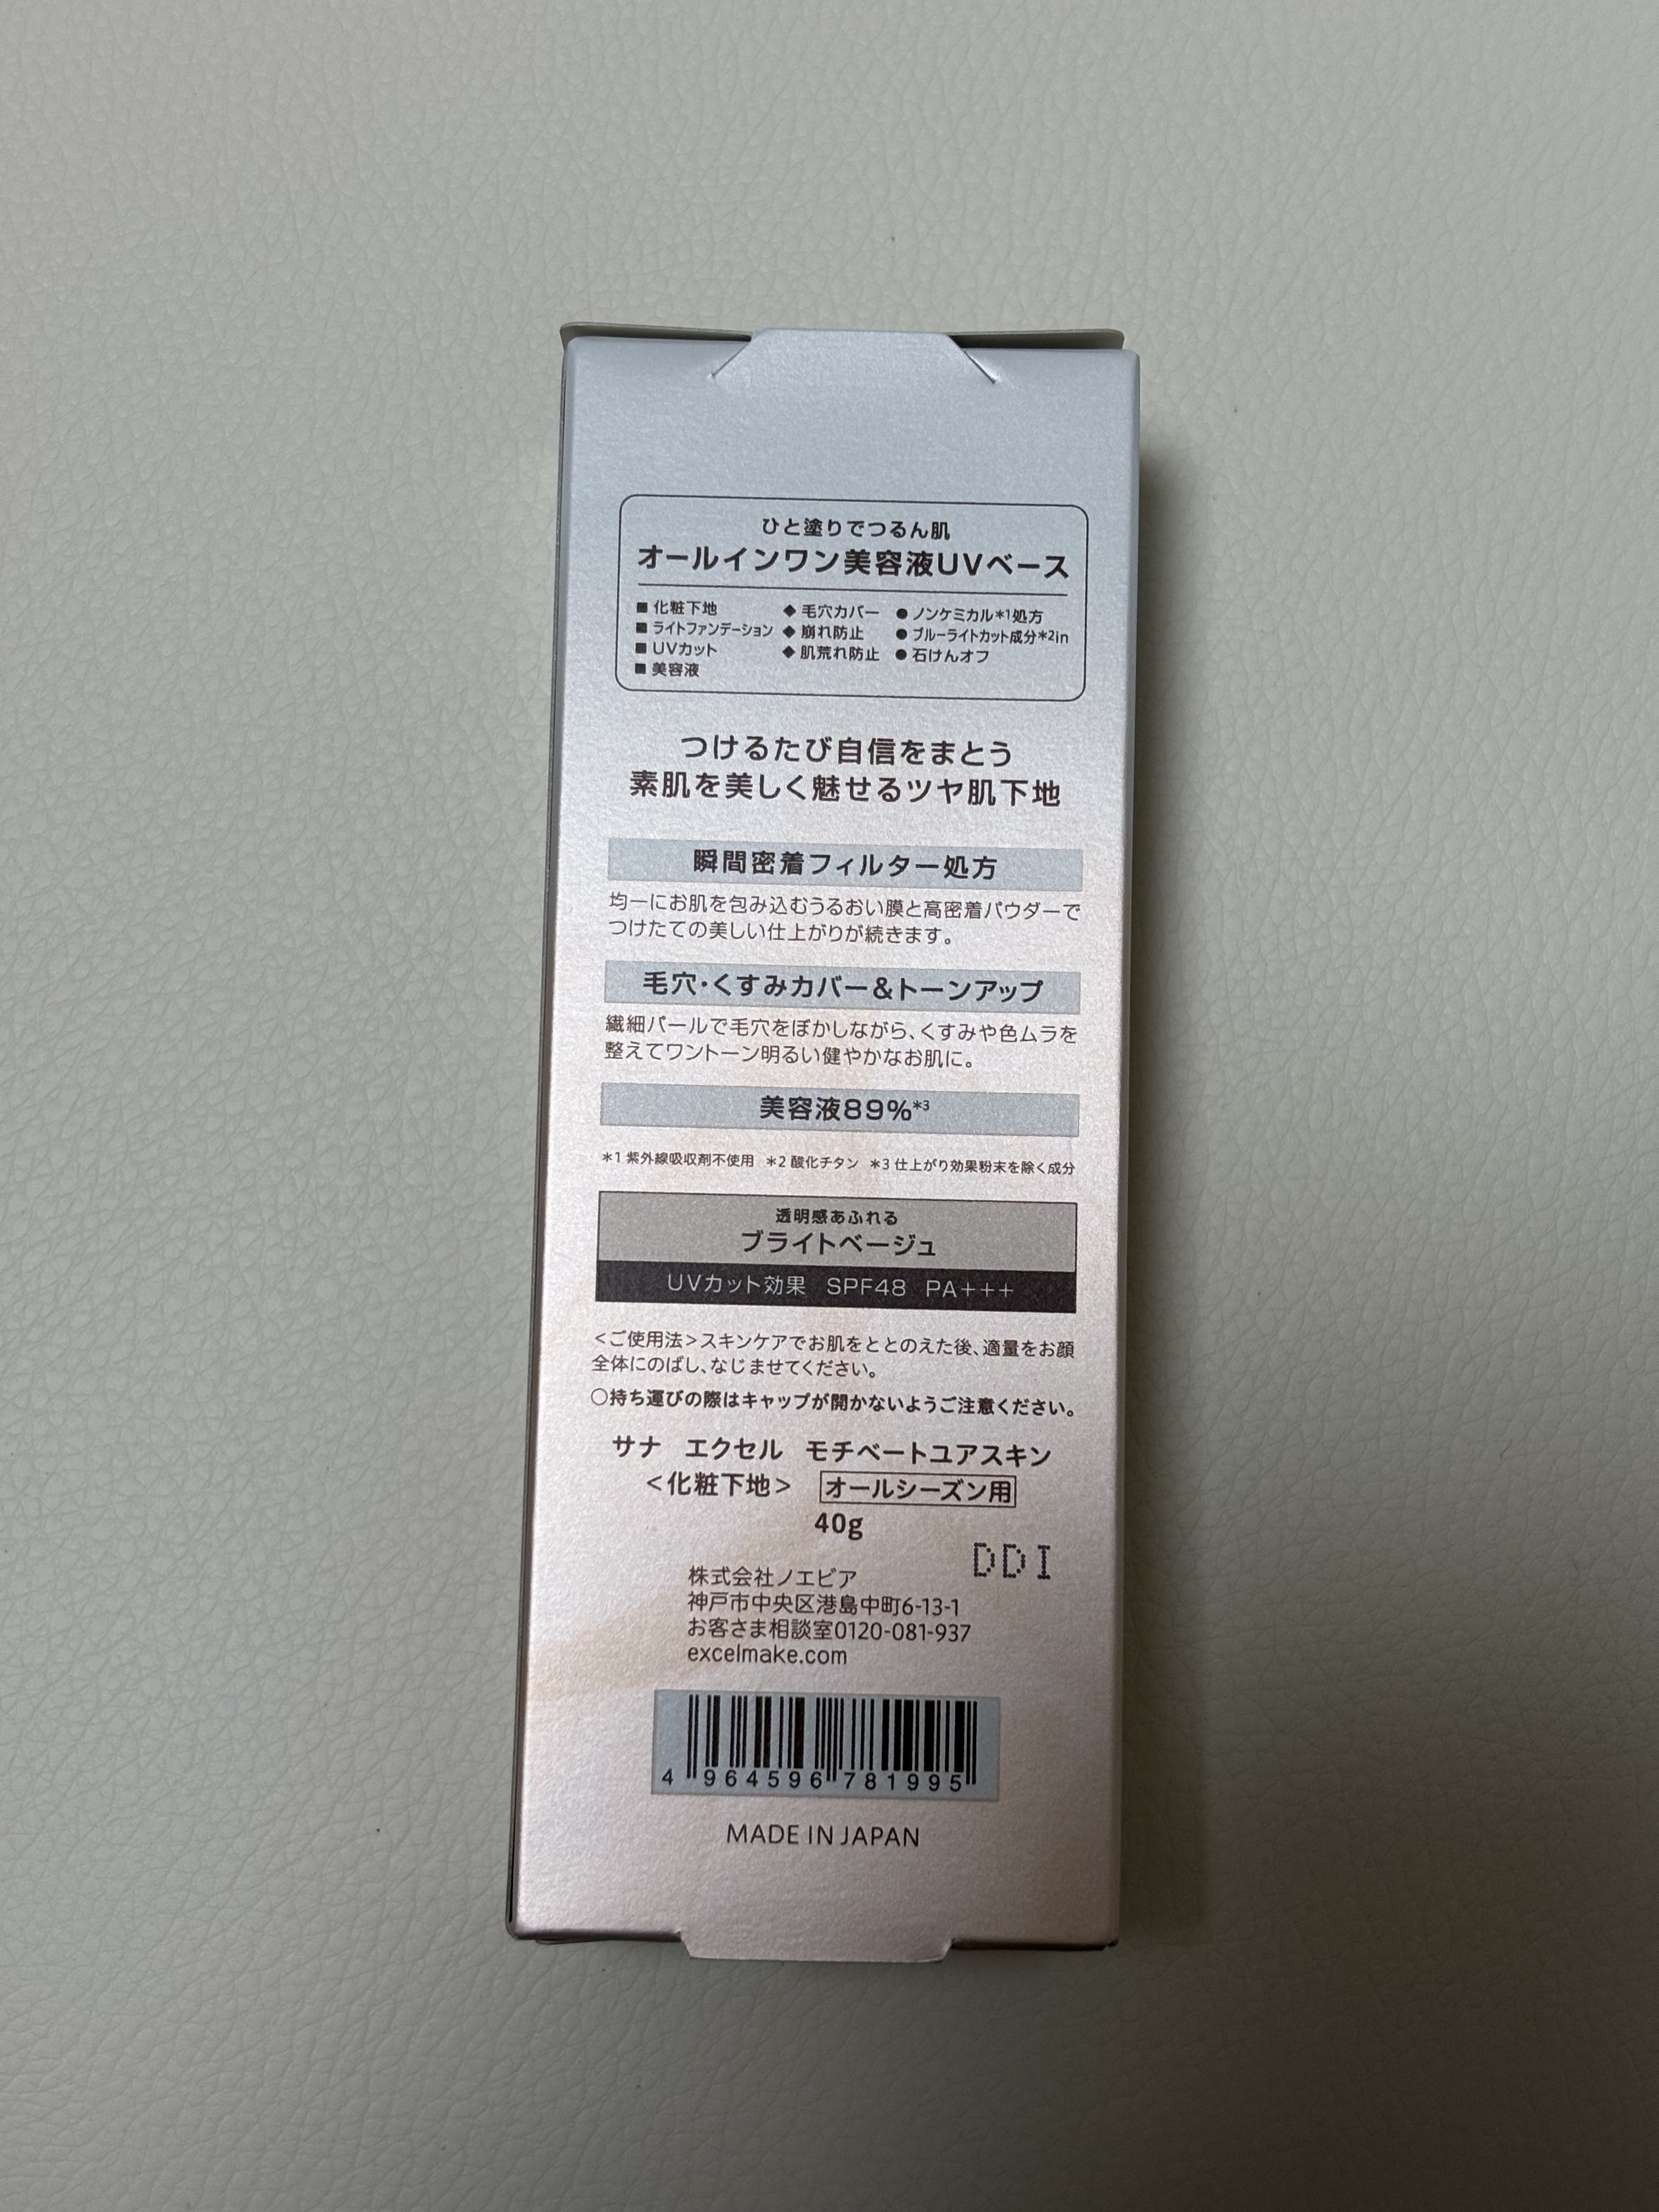 ひと塗りでつるん肌
オールインワン美容液UVベース
■ 化粧下地 ◆ 毛穴カバー ● ノンケミカル*1処方
■ ライトファンデーション ◆ 崩れ防止 ● ブルーライトカット成分*2in
■ UVカット ◆ 肌荒れ防止 ● 石けんオフ
■ 美容液
つけるたび自信をまとう
素肌を美しく魅せるツヤ肌下地
瞬間密着フィルター処方
均一にお肌を包み込むうるおい膜と高密着パウダーで
つけたての美しい仕上がりが続きます。
毛穴・くすみカバー&トーンアップ
繊細パールで毛穴をぼかしながら、くすみや色ムラを
整えてワントーン明るい健やかなお肌に。
美容液89%*3
*1 紫外線吸収剤不使用 *2 酸化チタン *3 仕上がり効果粉末を除く成分
透明感あふれる
ブライトベージュ
UVカット効果 SPF48 PA+++
<ご使用法>スキンケアでお肌をととのえた後、適量をお顔
全体にのばし、なじませてください。
○持ち運びの際はキャップが開かないようご注意ください。
サナ エクセル モチベートユアスキン
<化粧下地> オールシーズン用
40g
DDI
株式会社ノエビア
神戸市中央区港島中町6-13-1
お客さま相談室0120-081-937
excelmake.com
4 964596 781995
MADE IN JAPAN